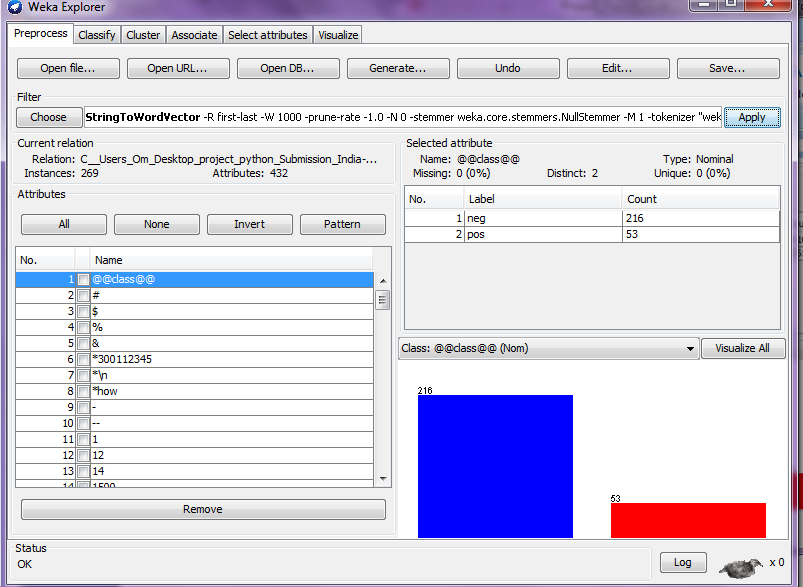 Weka Explorer
Preprocess Classify Cluster Associate Select attributes Visualize
Open file... Open URL... Open DB... Generate... Undo Edit... Save...
Filter
Choose StringToWordVector -R first-last -W 1000 -prune-rate -1.0 -N 0 -stemmer weka.core.stemmers.NullStemmer -M 1 -tokenizer "wek Apply
Current relation
Relation: C__Users_Om_Desktop_project_python_Submission_India-...
Instances: 269 Attributes: 432
Attributes
All None Invert Pattern
No. Name
1 @@class@@
2 #
3 $
4 %
5 &
6 *300112345
7 *\n
8 *how
9 -
10 --
11 1
12 12
13 14
14 1500
Remove
Selected attribute
Name: @@class@@ Type: Nominal
Missing: 0 (0%) Distinct: 2 Unique: 0 (0%)
No. Label Count
1 neg 216
2 pos 53
Class: @@class@@ (Nom) Visualize All
216
53
Status
OK
Log x 0